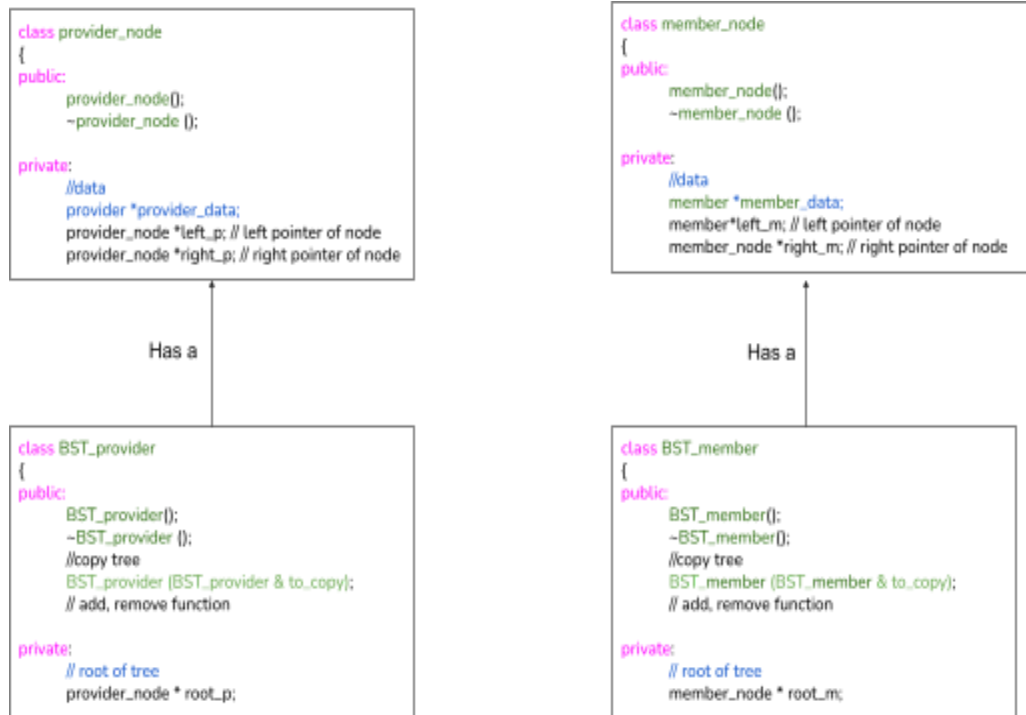 class provider_node
{
public:
provider_node();
~provider_node ();
private:
//data
provider *provider_data;
provider_node *left_p; // left pointer of node
provider_node *right_p; // right pointer of node
class member_node
{
public:
member_node();
~member_node ();
private:
//data
member *member_data;
member*left_m; // left pointer of node
member_node *right_m; // right pointer of node
Has a
Has a
class BST_provider
{
public:
BST_provider();
~BST_provider ();
//copy tree
BST_provider (BST_provider & to_copy);
// add, remove function
private:
// root of tree
provider_node * root_p;
class BST_member
{
public:
BST_member();
~BST_member();
//copy tree
BST_member (BST_member & to_copy);
// add, remove function
private:
// root of tree
member_node * root_m;